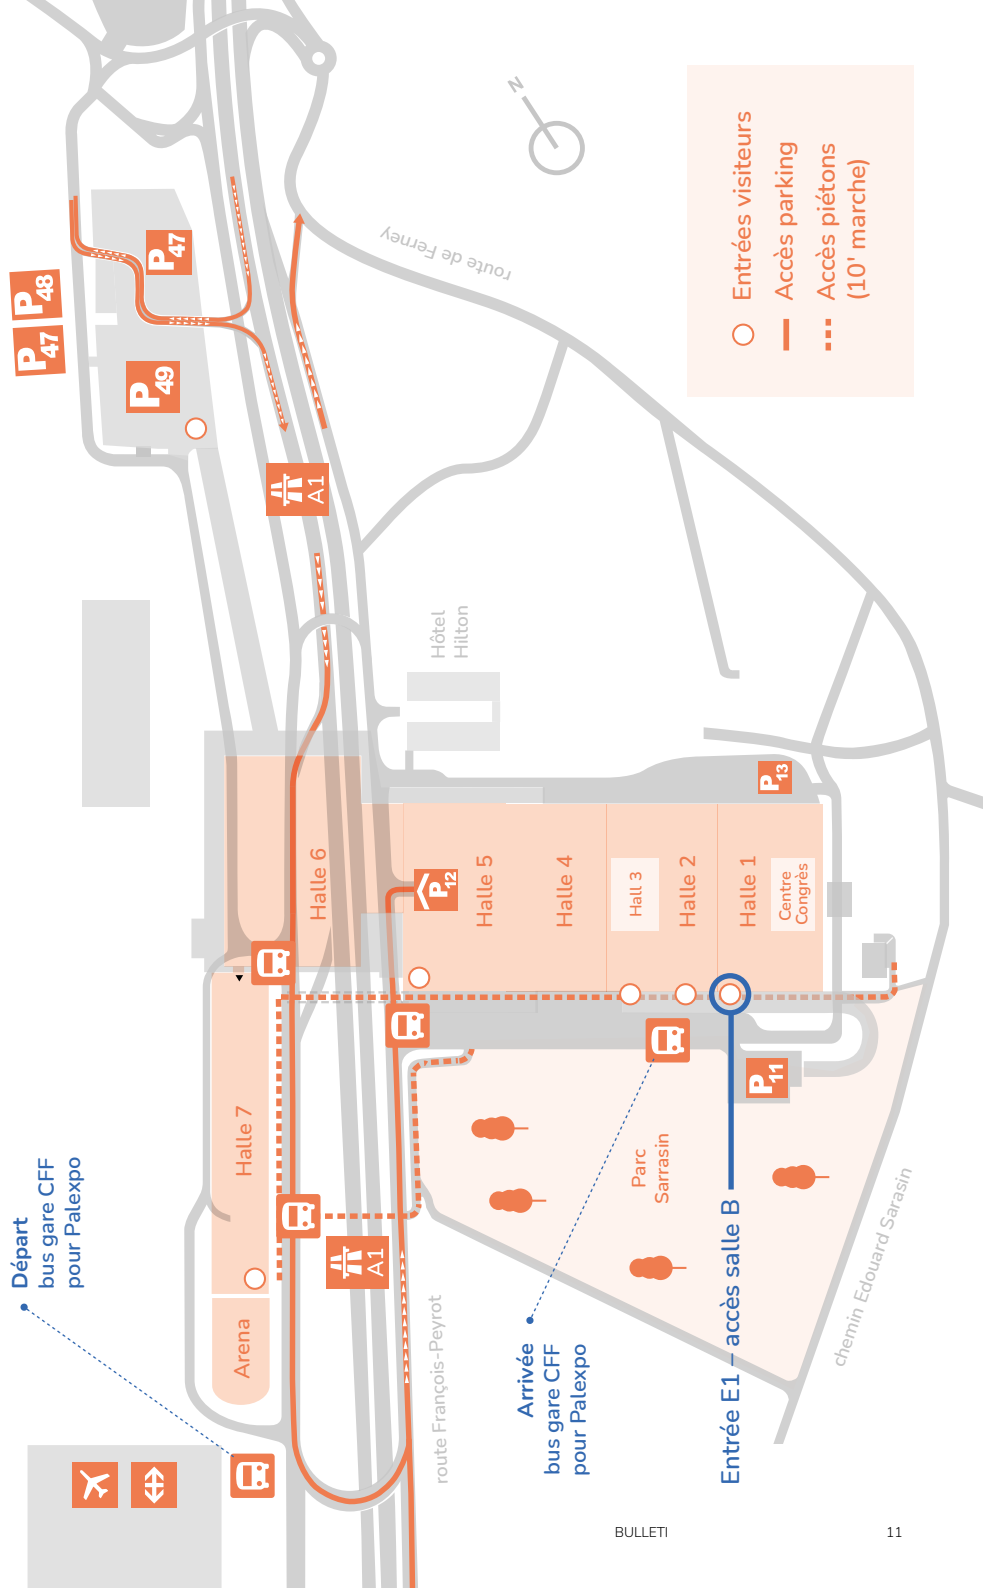 N
route de Ferney
Entrées visiteurs
Accès parking
Accès piétons
(10' marche)
P48
P47
P47
P49
A1
Hôtel
Hilton
P13
Halle 6
P12
Halle 5
Halle 4
Hall 3
Halle 2
Halle 1
Centre
Congrès
Halle 7
Arena
A1
P11
Parc
Sarrasin
Départ
bus gare CFF
pour Palexpo
Arrivée
bus gare CFF
pour Palexpo
Entrée E1 – accès salle B
route François-Peyrot
chemin Edouard Sarasin
BULLETI
11